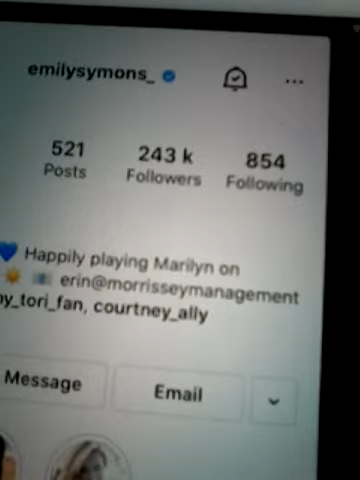 emilysymons_
521 243 k 854
Posts Followers Following
Happily playing Marilyn on
erin@morrisseymanagement
y_tori_fan, courtney_ally
Message Email